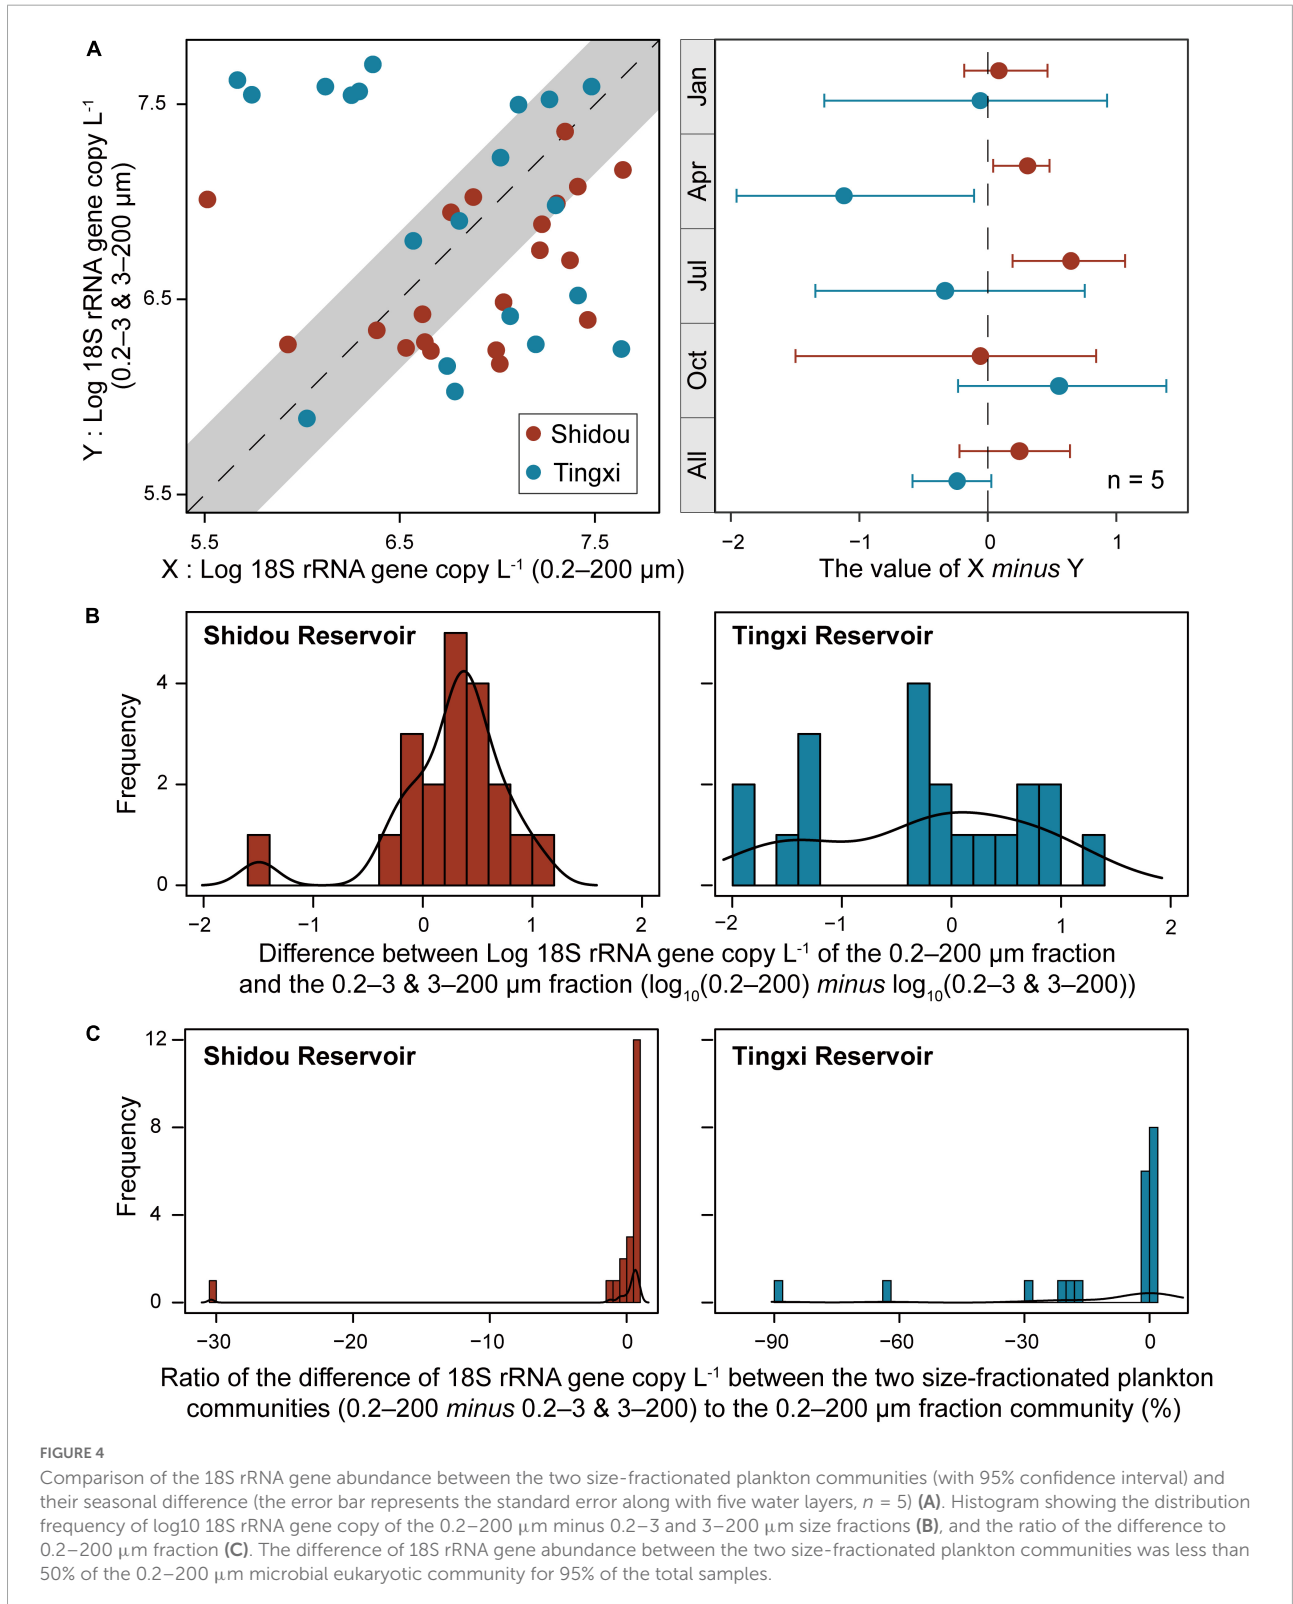 A
Y : Log 18S rRNA gene copy L-1
(0.2–3 & 3–200 µm)
7.5
6.5
5.5
Shidou
Tingxi
5.5 6.5 7.5
X : Log 18S rRNA gene copy L-1 (0.2–200 µm)
Jan
Apr
Jul
Oct
All
n = 5
−2 −1 0 1
The value of X minus Y
B
Shidou Reservoir
Tingxi Reservoir
Frequency
4
2
0
−2 −1 0 1 2
−2 −1 0 1 2
Difference between Log 18S rRNA gene copy L-1 of the 0.2–200 µm fraction
and the 0.2–3 & 3–200 µm fraction (log10(0.2–200) minus log10(0.2–3 & 3–200))
C
Shidou Reservoir
Tingxi Reservoir
Frequency
12
8
4
0
−30 −20 −10 0
−90 −60 −30 0
Ratio of the difference of 18S rRNA gene copy L-1 between the two size-fractionated plankton
communities (0.2–200 minus 0.2–3 & 3–200) to the 0.2–200 µm fraction community (%)
FIGURE 4
Comparison of the 18S rRNA gene abundance between the two size-fractionated plankton communities (with 95% confidence interval) and
their seasonal difference (the error bar represents the standard error along with five water layers, n = 5) (A). Histogram showing the distribution
frequency of log10 18S rRNA gene copy of the 0.2–200 µm minus 0.2–3 and 3–200 µm size fractions (B), and the ratio of the difference to
0.2–200 µm fraction (C). The difference of 18S rRNA gene abundance between the two size-fractionated plankton communities was less than
50% of the 0.2–200 µm microbial eukaryotic community for 95% of the total samples.